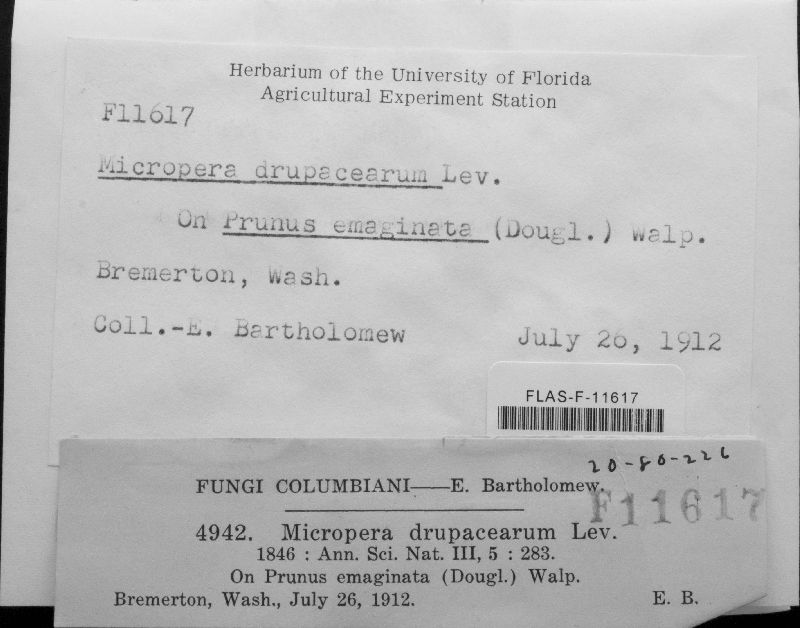 Herbarium of the University of Florida
Agricultural Experiment Station
F11617
Micropera drupacearum Lev.
On Prunus emaginata (Dougl.) Walp.
Bremerton, Wash.
Coll.-E. Bartholomew July 26, 1912
FLAS-F-11617
20-80-226
FUNGI COLUMBIANI——E. Bartholomew.
F11617
4942. Micropera drupacearum Lev.
1846 : Ann. Sci. Nat. III, 5 : 283.
On Prunus emaginata (Dougl.) Walp.
Bremerton, Wash., July 26, 1912. E. B.